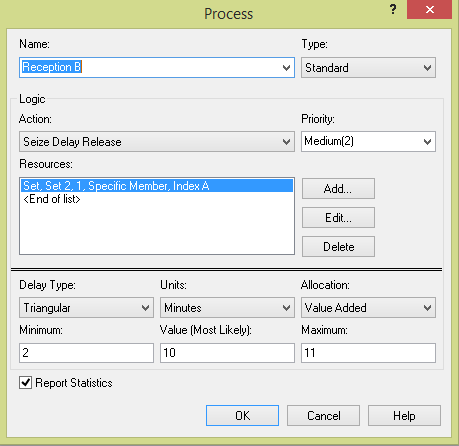 Process
?
Name: Type:
Reception B Standard
Logic
Action: Priority:
Seize Delay Release Medium(2)
Resources:
Set, Set 2, 1, Specific Member, Index A
<End of list>
Add...
Edit...
Delete
Delay Type: Units: Allocation:
Triangular Minutes Value Added
Minimum: Value (Most Likely): Maximum:
2 10 11
Report Statistics
OK Cancel Help